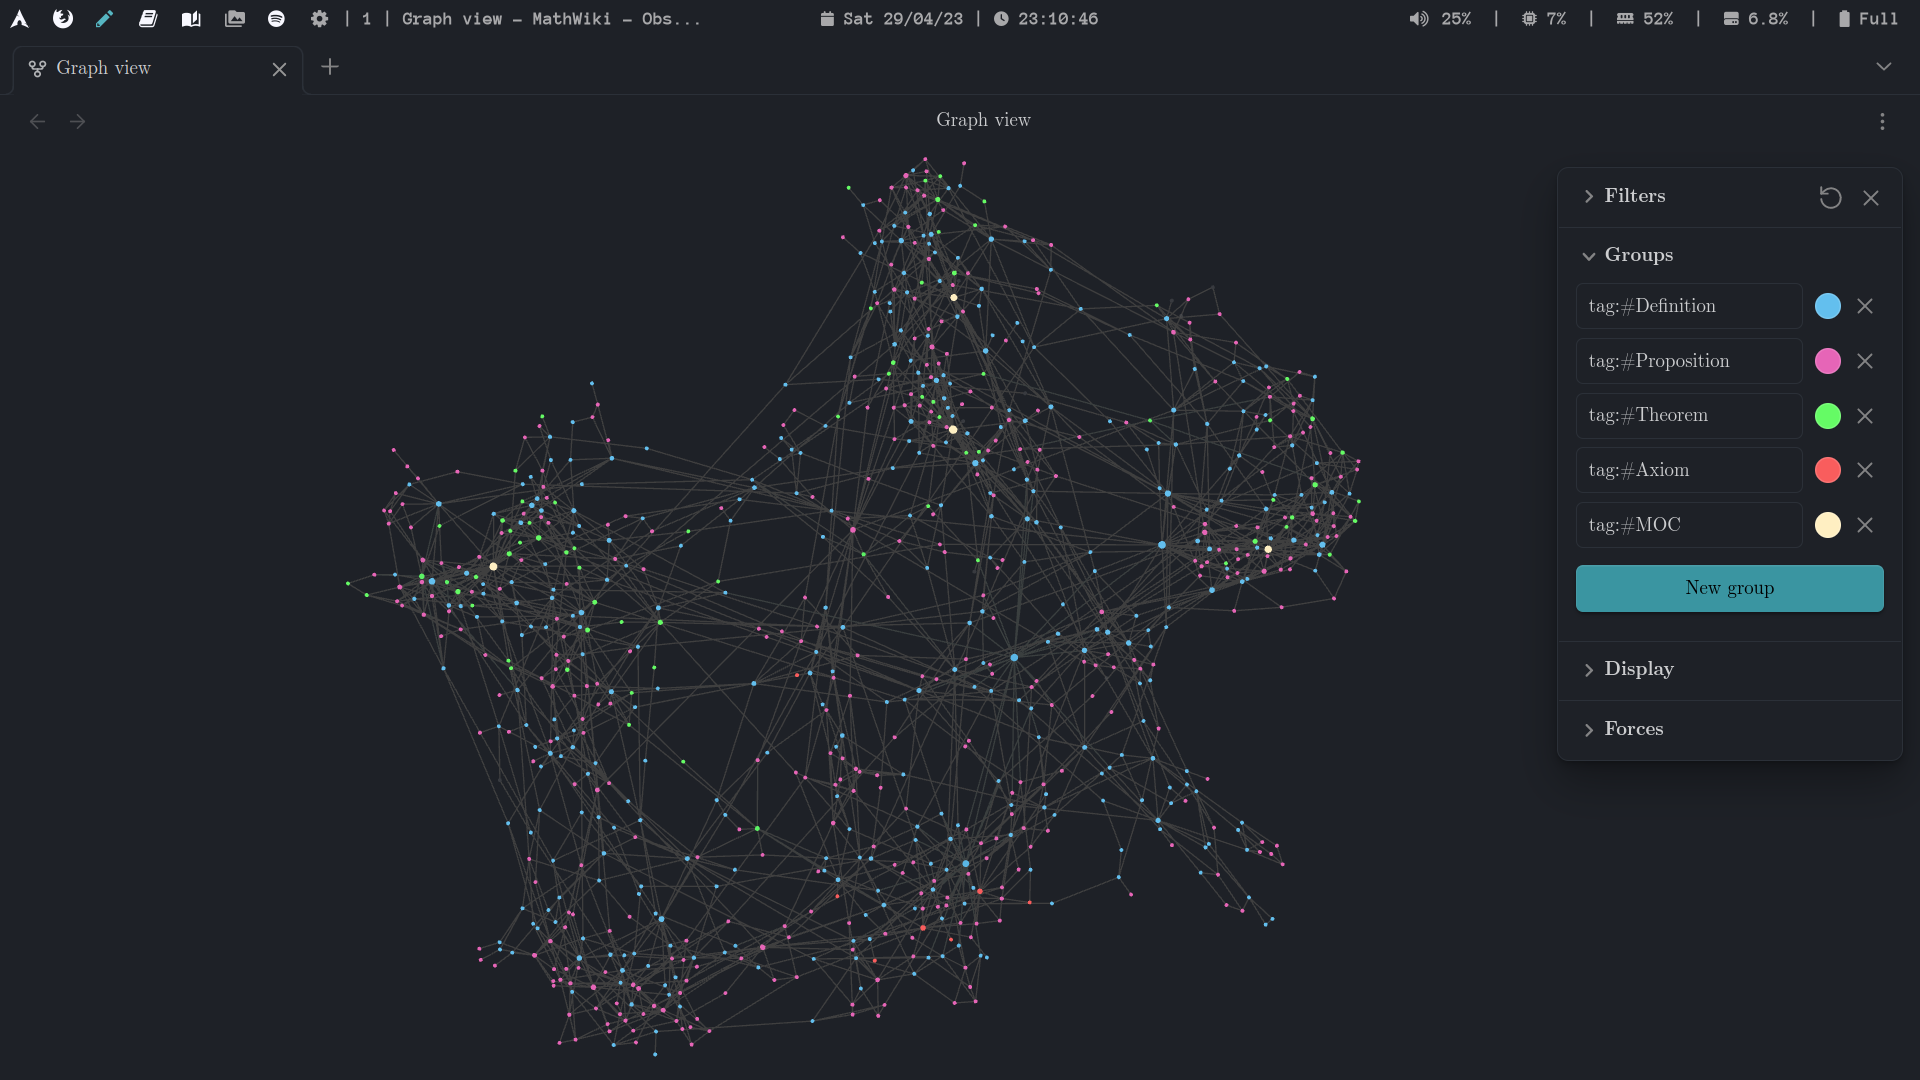 | 1 | Graph view - MathWiki - Obs... Sat 29/04/23 | 23:10:46 25% | 7% | 52% | 6.8% | Full
Graph view
Graph view
Filters
Groups
tag:#Definition
tag:#Proposition
tag:#Theorem
tag:#Axiom
tag:#MOC
New group
Display
Forces